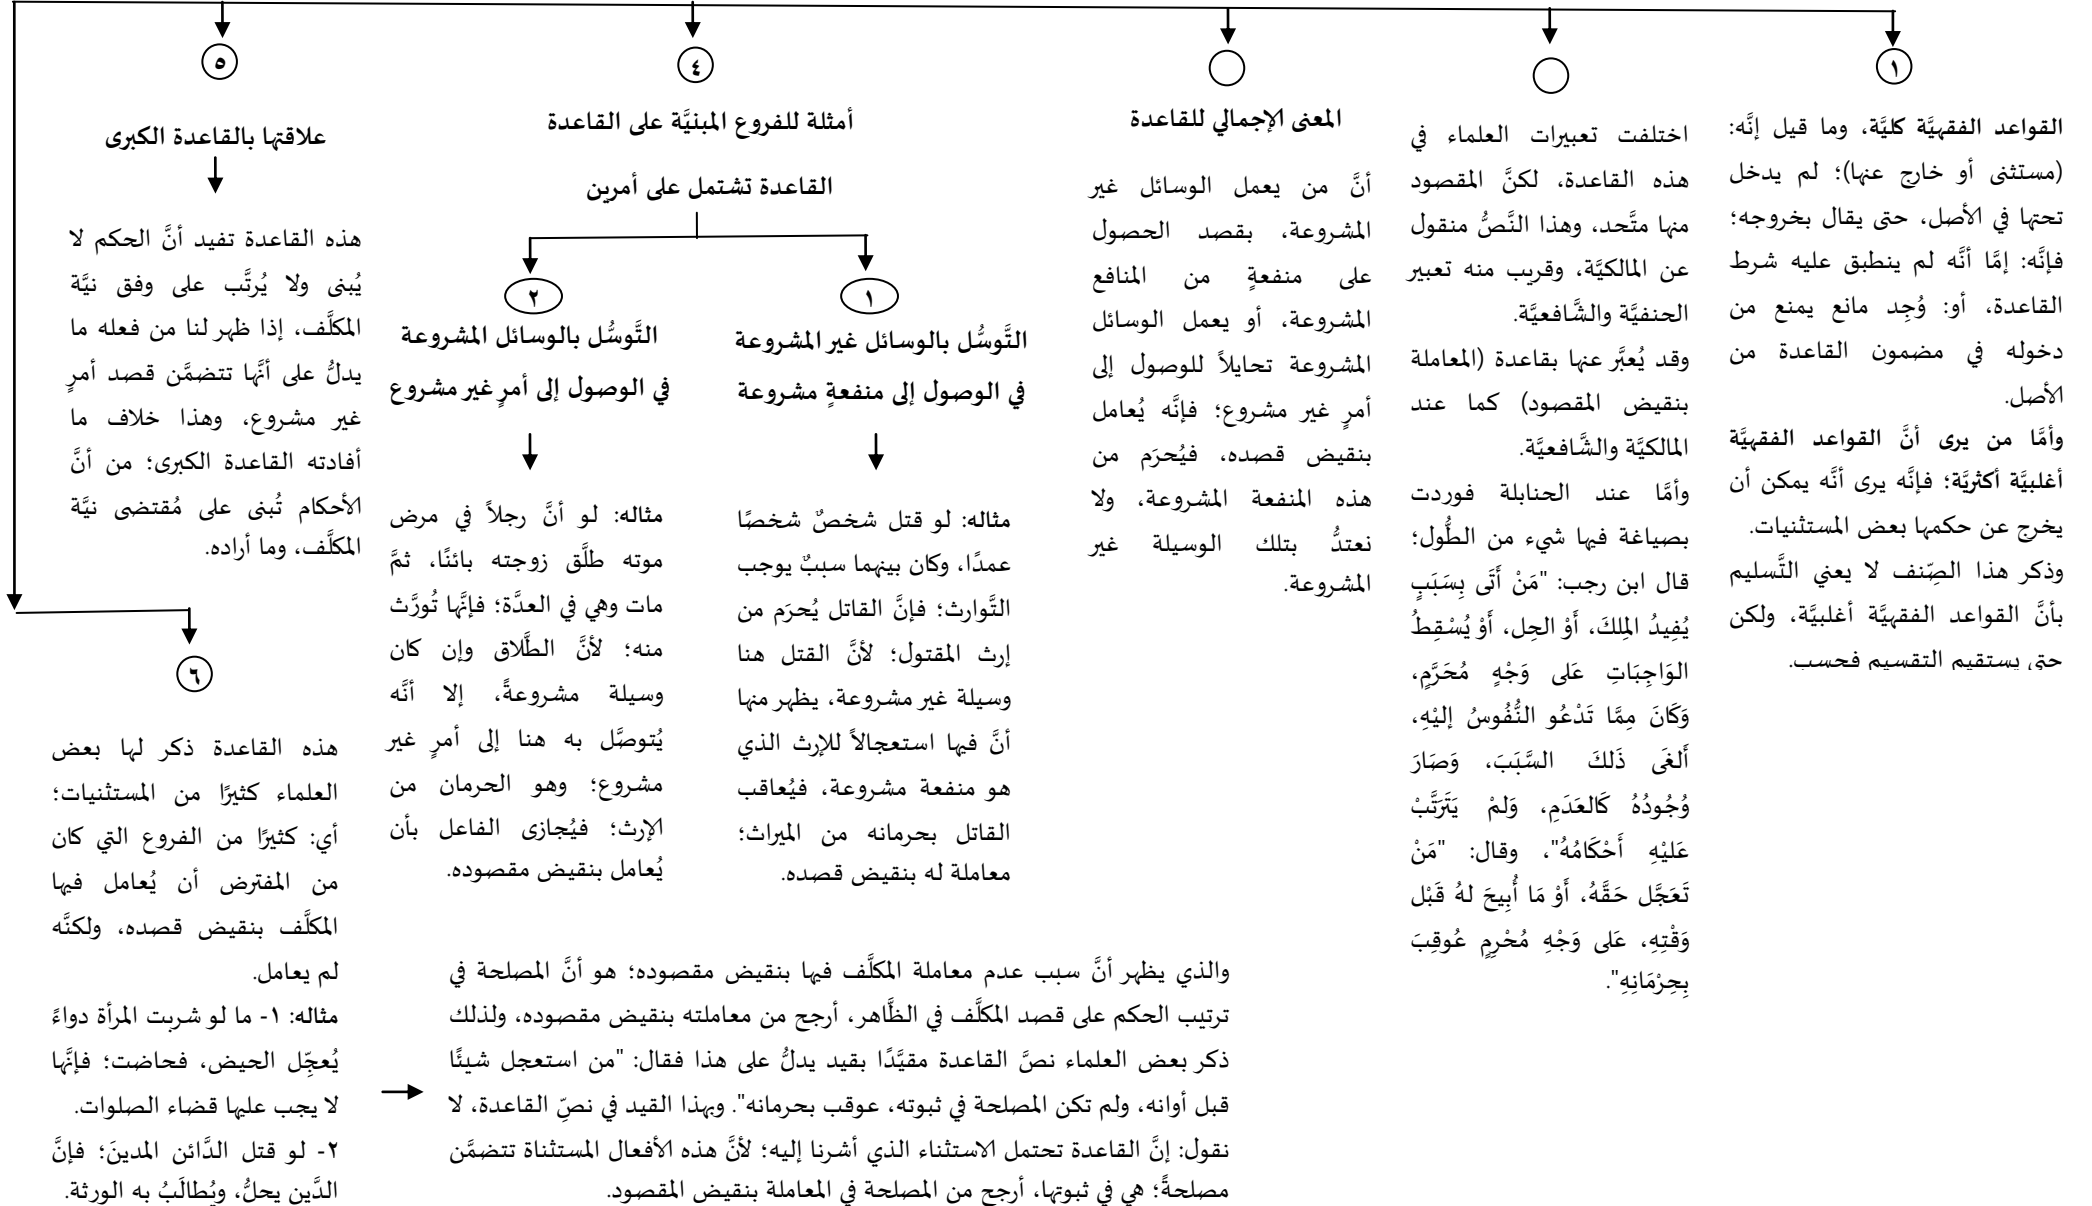 ١
القواعد الفقهيَّة كليَّة، وما قيل إنَّه:
(مستثنى أو خارج عنها)؛ لم يدخل
تحتها في الأصل، حتى يقال بخروجه؛
فإنَّه: إمَّا أنَّه لم ينطبق عليه شرط
القاعدة، أو: وُجِد مانع يمنع من
دخوله في مضمون القاعدة من
الأصل.
وأمَّا من يرى أنَّ القواعد الفقهيَّة
أغلبيَّة أكثريَّة؛ فإنَّه يرى أنَّه يمكن أن
يخرج عن حكمها بعض المستثنيات.
وذكر هذا الصِّنف لا يعني التَّسليم
بأنَّ القواعد الفقهيَّة أغلبيَّة، ولكن
حتى يستقيم التقسيم فحسب.
اختلفت تعبيرات العلماء في
هذه القاعدة، لكنَّ المقصود
منها متَّحد، وهذا النَّصُّ منقول
عن المالكيَّة، وقريب منه تعبير
الحنفيَّة والشَّافعيَّة.
وقد يُعبَّر عنها بقاعدة (المعاملة
بنقيض المقصود) كما عند
المالكيَّة والشَّافعيَّة.
وأمَّا عند الحنابلة فوردت
بصياغة فيها شيء من الطُّول؛
قال ابن رجب: "مَنْ أَتَى بِسَبَبٍ
يُفِيدُ المِلكَ، أَوْ الحِل، أَوْ يُسْقِطُ
الوَاجِبَاتِ عَلى وَجْهٍ مُحَرَّمٍ،
وَكَانَ مِمَّا تَدْعُو النُّفُوسُ إليْهِ،
أَلغَى ذَلكَ السَّبَبَ، وَصَارَ
وُجُودُهُ كَالعَدَمِ، وَلمْ يَتَرَتَّبْ
عَليْهِ أَحْكَامُهُ"، وقال: "مَنْ
تَعَجَّل حَقَّهُ، أَوْ مَا أُبِيحَ لهُ قَبْل
وَقْتِهِ، عَلى وَجْهِ مُحْرِمٍ عُوقِبَ
بِحِرْمَانِهِ".
المعنى الإجمالي للقاعدة
أنَّ من يعمل الوسائل غير
المشروعة، بقصد الحصول
على منفعةٍ من المنافع
المشروعة، أو يعمل الوسائل
المشروعة تحايلاً للوصول إلى
أمرٍ غير مشروع؛ فإنَّه يُعامل
بنقيض قصده، فيُحرَم من
هذه المنفعة المشروعة، ولا
نعتدُّ بتلك الوسيلة غير
المشروعة.
٤
أمثلة للفروع المبنيَّة على القاعدة
القاعدة تشتمل على أمرين
١
التَّوسُّل بالوسائل غير المشروعة
في الوصول إلى منفعةٍ مشروعة
مثاله: لو قتل شخصٌ شخصًا
عمدًا، وكان بينهما سببٌ يوجب
التَّوارث؛ فإنَّ القاتل يُحرَم من
إرث المقتول؛ لأنَّ القتل هنا
وسيلة غير مشروعة، يظهر منها
أنَّ فيها استعجالاً للإرث الذي
هو منفعة مشروعة، فيُعاقب
القاتل بحرمانه من الميراث؛
معاملة له بنقيض قصده.
٢
التَّوسُّل بالوسائل المشروعة
في الوصول إلى أمرٍ غير مشروع
مثاله: لو أنَّ رجلاً في مرض
موته طلَّق زوجته بائنًا، ثمَّ
مات وهي في العدَّة؛ فإنَّها تُورَّث
منه؛ لأنَّ الطَّلاق وإن كان
وسيلة مشروعةً، إلا أنَّه
يُتوصَّل به هنا إلى أمرٍ غير
مشروع؛ وهو الحرمان من
الإرث؛ فيُجازى الفاعل بأن
يُعامل بنقيض مقصوده.
٥
علاقتها بالقاعدة الكبرى
هذه القاعدة تفيد أنَّ الحكم لا
يُبنى ولا يُرتَّب على وفق نيَّة
المكلَّف، إذا ظهر لنا من فعله ما
يدلُّ على أنَّها تتضمَّن قصد أمرٍ
غير مشروع، وهذا خلاف ما
أفادته القاعدة الكبرى؛ من أنَّ
الأحكام تُبنى على مُقتضى نيَّة
المكلَّف، وما أراده.
٦
هذه القاعدة ذكر لها بعض
العلماء كثيرًا من المستثنيات؛
أي: كثيرًا من الفروع التي كان
من المفترض أن يُعامل فيها
المكلَّف بنقيض قصده، ولكنَّه
لم يعامل.
مثاله: ١- ما لو شربت المرأة دواءً
يُعجِّل الحيض، فحاضت؛ فإنَّها
لا يجب عليها قضاء الصلوات.
٢- لو قتل الدَّائن المدينَ؛ فإنَّ
الدَّين يحلُّ، ويُطالَبُ به الورثة.
والذي يظهر أنَّ سبب عدم معاملة المكلَّف فيها بنقيض مقصوده؛ هو أنَّ المصلحة في
ترتيب الحكم على قصد المكلَّف في الظَّاهر، أرجح من معاملته بنقيض مقصوده، ولذلك
ذكر بعض العلماء نصَّ القاعدة مقيَّدًا بقيد يدلُّ على هذا فقال: "من استعجل شيئًا
قبل أوانه، ولم تكن المصلحة في ثبوته، عوقب بحرمانه". وبهذا القيد في نصِّ القاعدة، لا
نقول: إنَّ القاعدة تحتمل الاستثناء الذي أشرنا إليه؛ لأنَّ هذه الأفعال المستثناة تتضمَّن
مصلحةً؛ هي في ثبوتها، أرجح من المصلحة في المعاملة بنقيض المقصود.